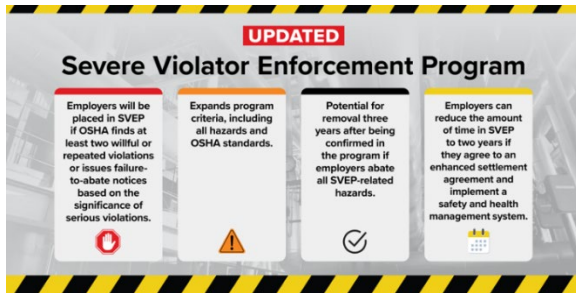 UPDATED
Severe Violator Enforcement Program
Employers will be
placed in SVEP
if OSHA finds at
least two willful or
repeated violations
or issues failure-
to-abate notices
based on the
significance of
serious violations.
Expands program
criteria, including
all hazards and
OSHA standards.
Potential for
removal three
years after being
confirmed in
the program if
employers abate
all SVEP-related
hazards.
Employers can
reduce the amount
of time in SVEP
to two years if
they agree to an
enhanced settlement
agreement and
implement a
safety and health
management system.